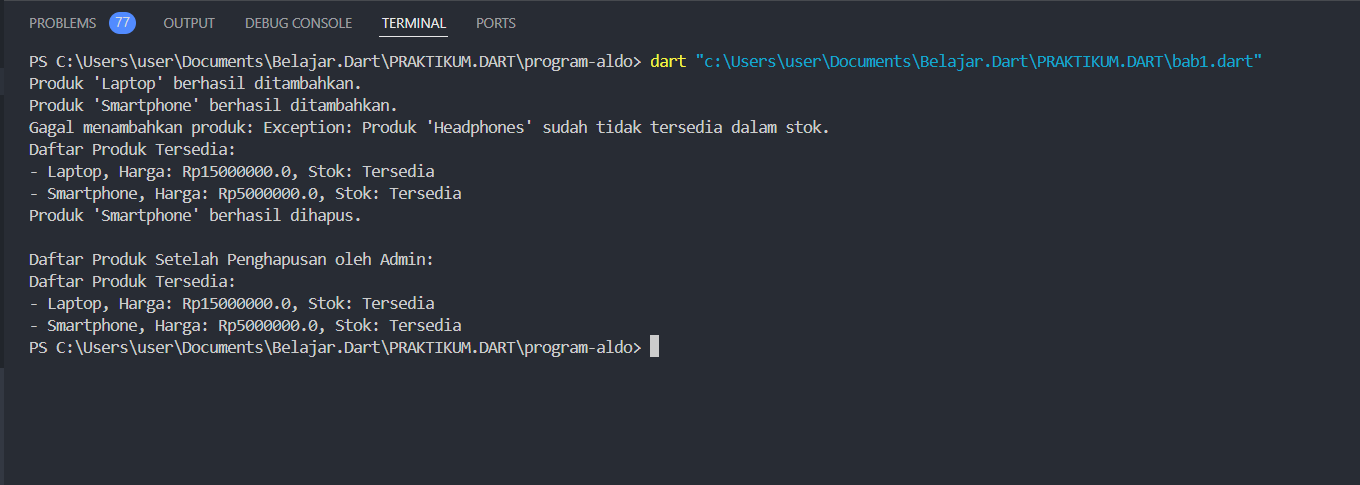 PROBLEMS 77 OUTPUT DEBUG CONSOLE TERMINAL PORTS
PS C:\Users\user\Documents\Belajar.Dart\PRAKTIKUM.DART\program-aldo> dart "c:\Users\user\Documents\Belajar.Dart\PRAKTIKUM.DART\bab1.dart"
Produk 'Laptop' berhasil ditambahkan.
Produk 'Smartphone' berhasil ditambahkan.
Gagal menambahkan produk: Exception: Produk 'Headphones' sudah tidak tersedia dalam stok.
Daftar Produk Tersedia:
- Laptop, Harga: Rp15000000.0, Stok: Tersedia
- Smartphone, Harga: Rp5000000.0, Stok: Tersedia
Produk 'Smartphone' berhasil dihapus.
Daftar Produk Setelah Penghapusan oleh Admin:
Daftar Produk Tersedia:
- Laptop, Harga: Rp15000000.0, Stok: Tersedia
- Smartphone, Harga: Rp5000000.0, Stok: Tersedia
PS C:\Users\user\Documents\Belajar.Dart\PRAKTIKUM.DART\program-aldo>